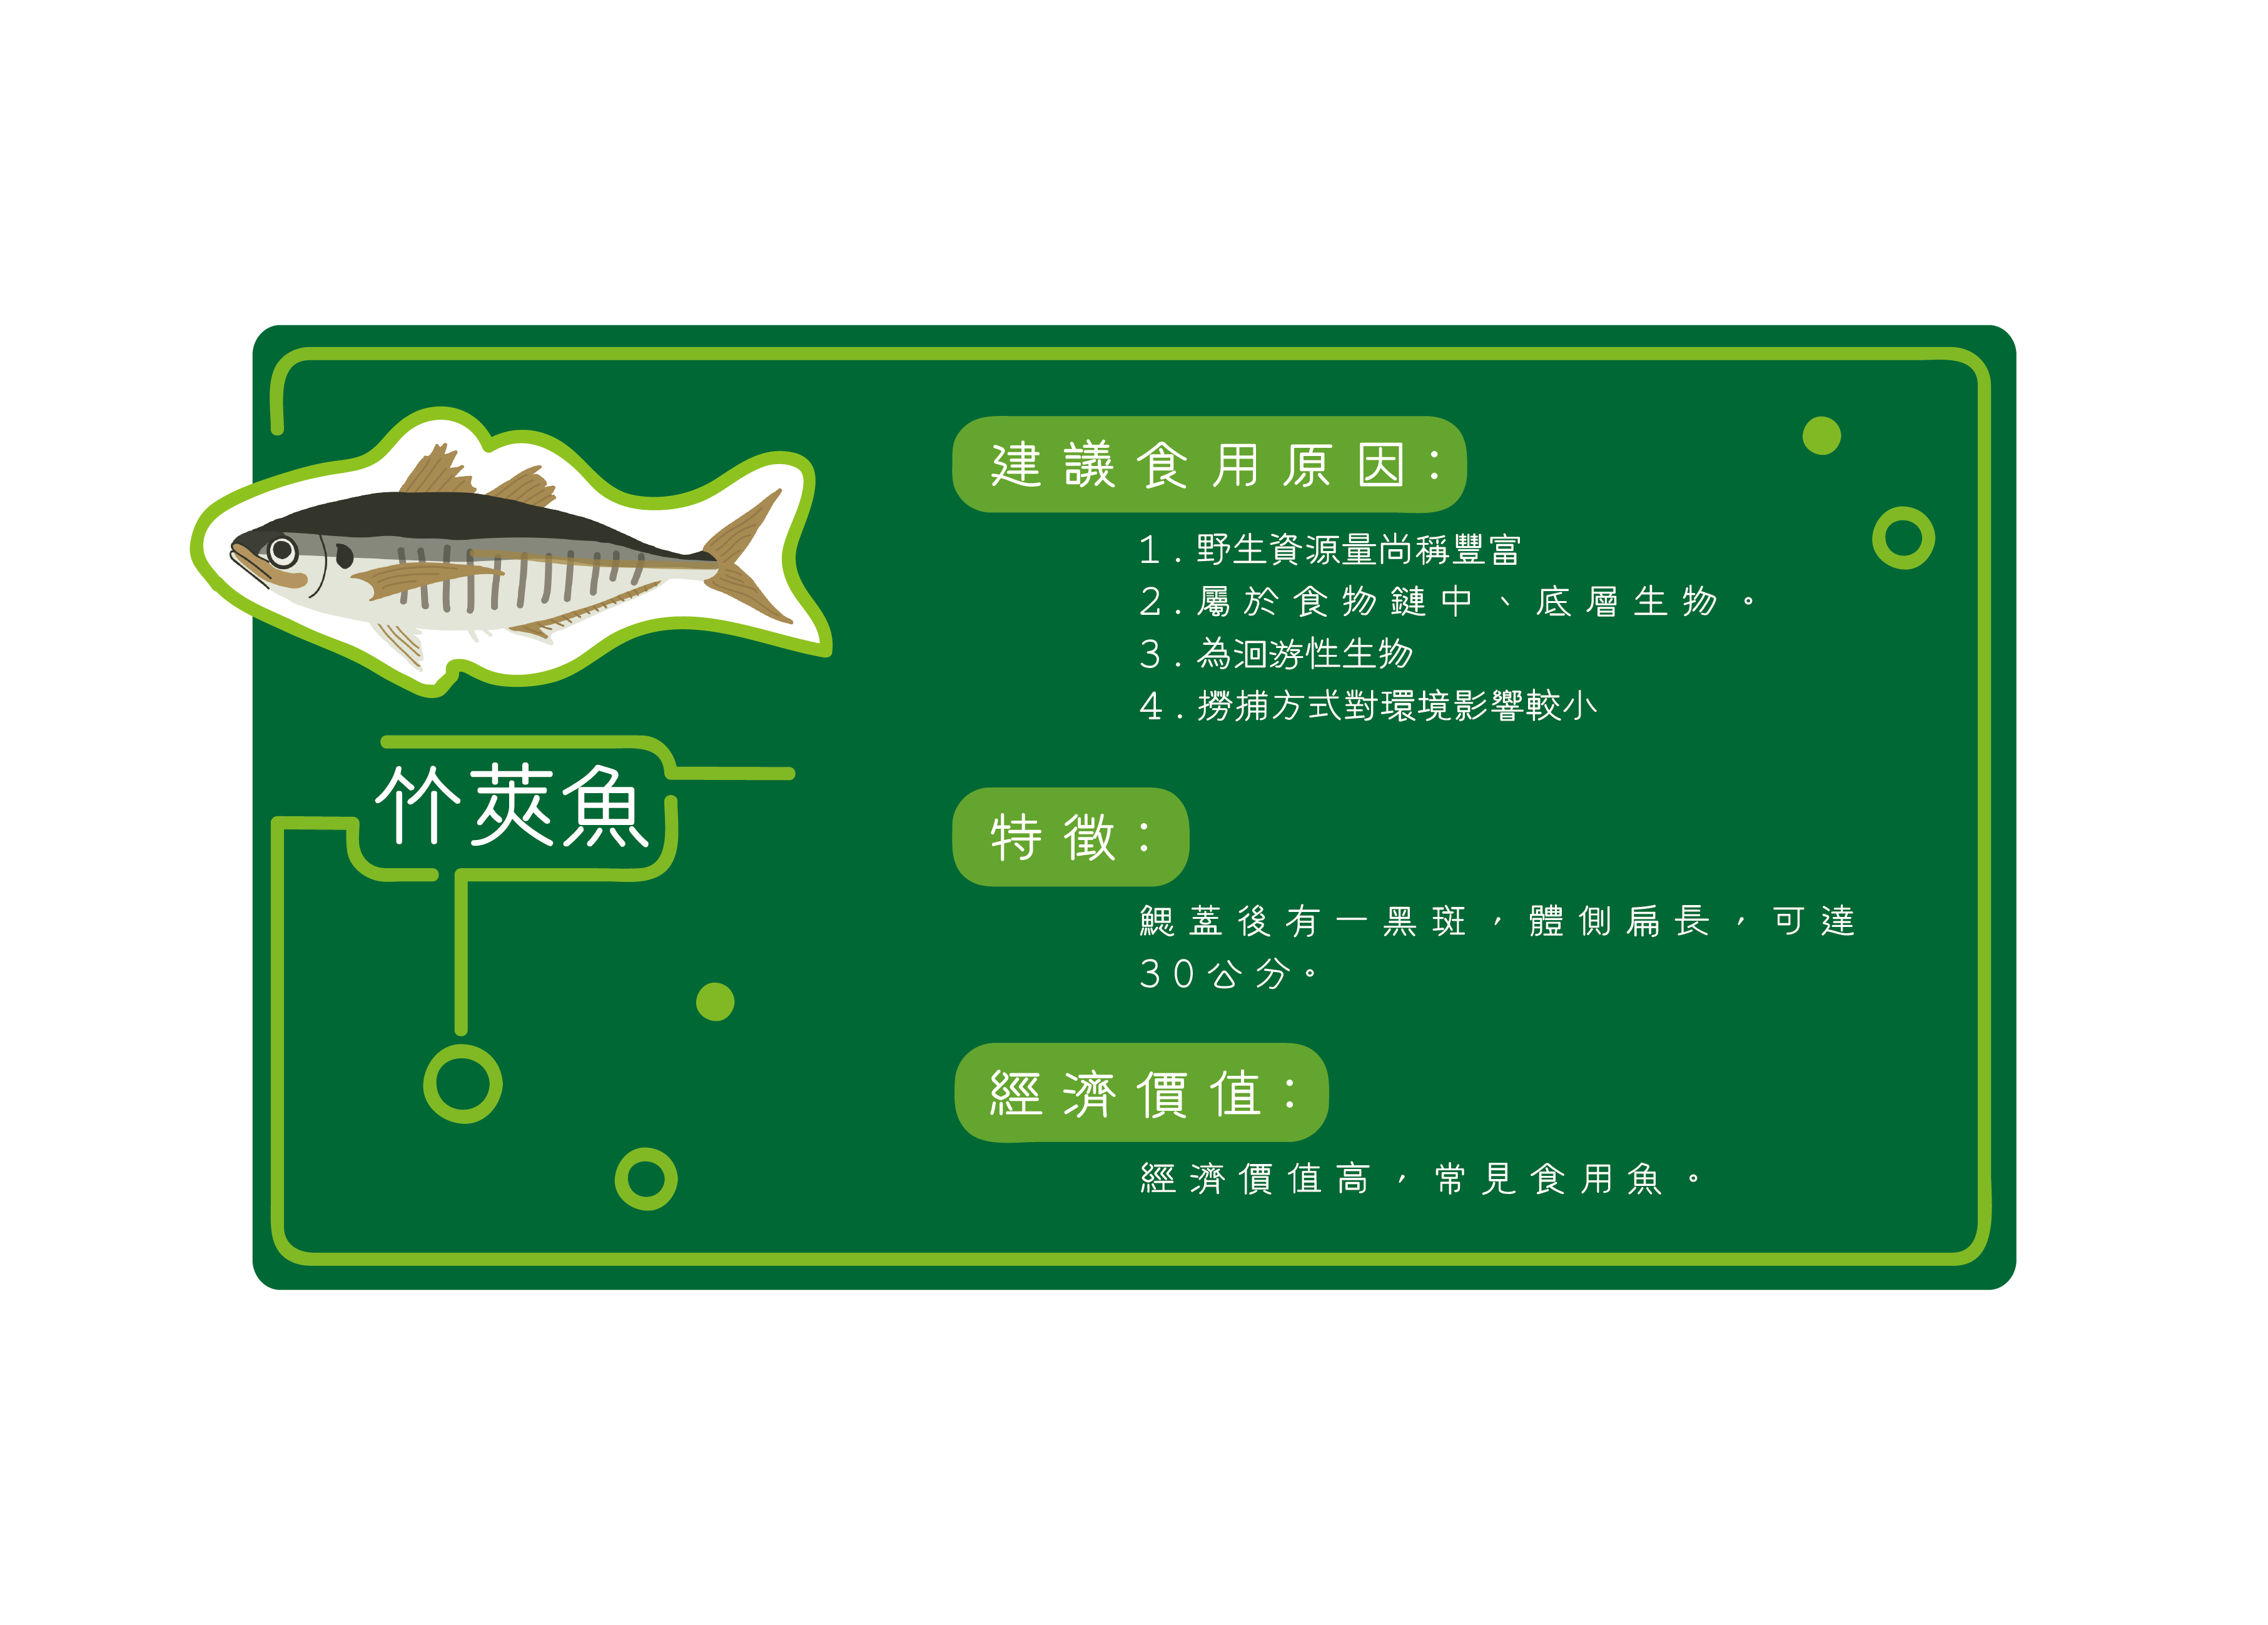 竹莢魚
建議食用原因：
1.野生資源量尚稱豐富
2.屬於食物鏈中、底層生物。
3.為洄游性生物
4.撈捕方式對環境影響較小
特徵：
鰓蓋後有一黑斑，體側扁長，可達
30公分。
經濟價值：
經濟價值高，常見食用魚。